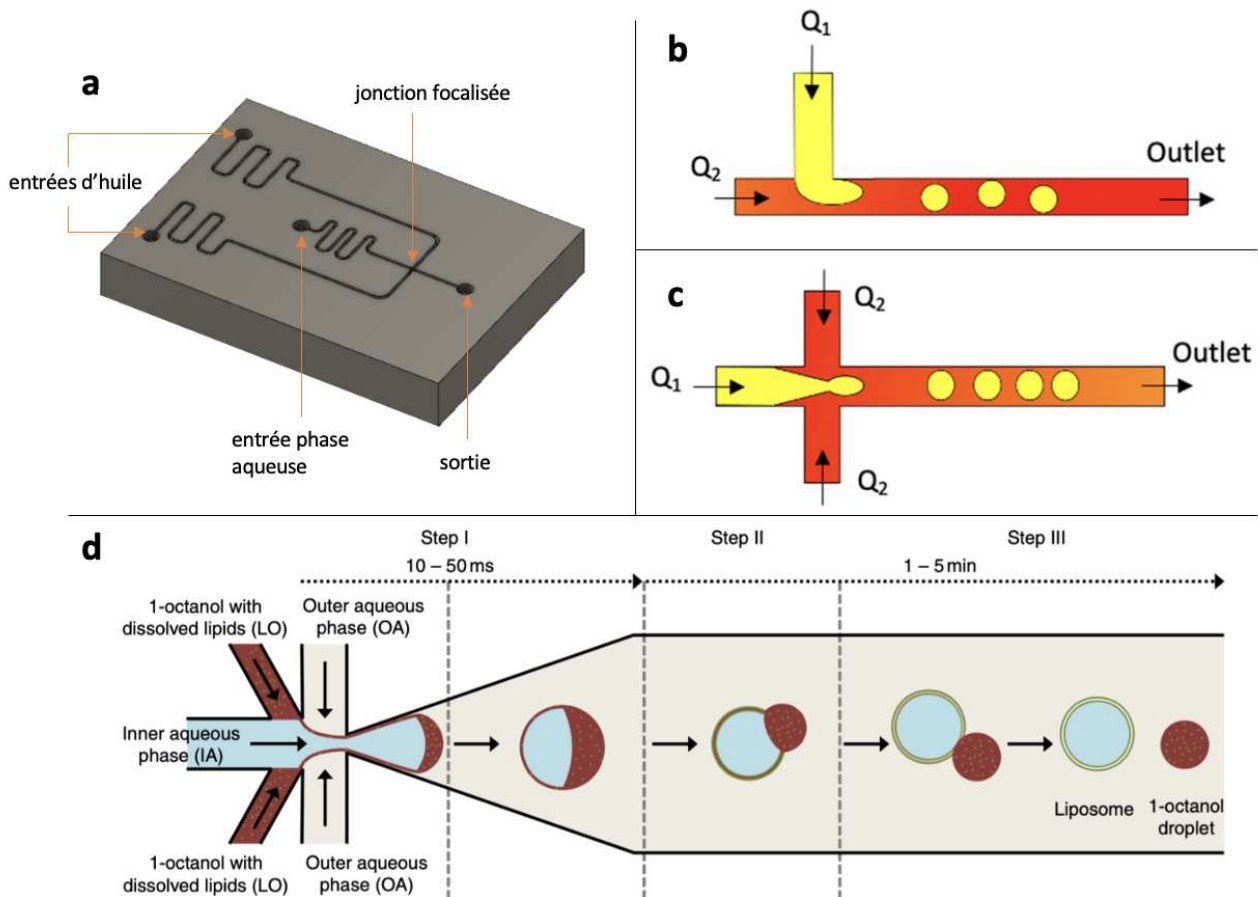 a
jonction focalisée
entrées d'huile
entrée phase
aqueuse
sortie
b
Q1
Q2
Outlet
c
Q2
Q1
Outlet
Q2
d
Step I
Step II
Step III
10 – 50 ms
1 – 5 min
1-octanol with
dissolved lipids (LO)
Outer aqueous
phase (OA)
Inner aqueous
phase (IA)
Liposome
1-octanol
droplet
1-octanol with
dissolved lipids (LO)
Outer aqueous
phase (OA)